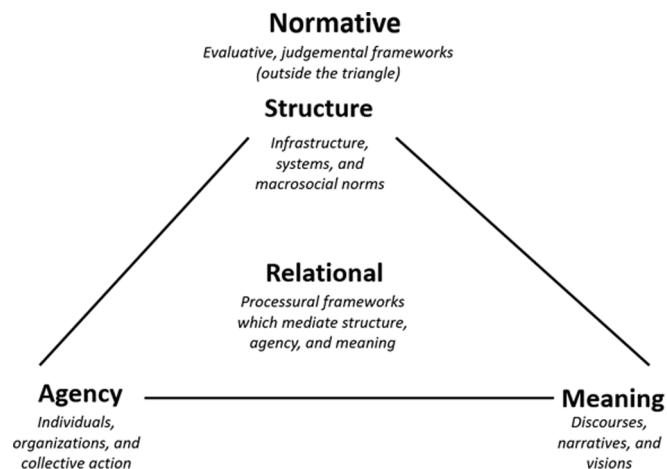 Normative
Evaluative, judgemental frameworks
(outside the triangle)
Structure
Infrastructure,
systems, and
macrosocial norms
Relational
Processural frameworks
which mediate structure,
agency, and meaning
Agency
Individuals,
organizations, and
collective action
Meaning
Discourses,
narratives, and
visions